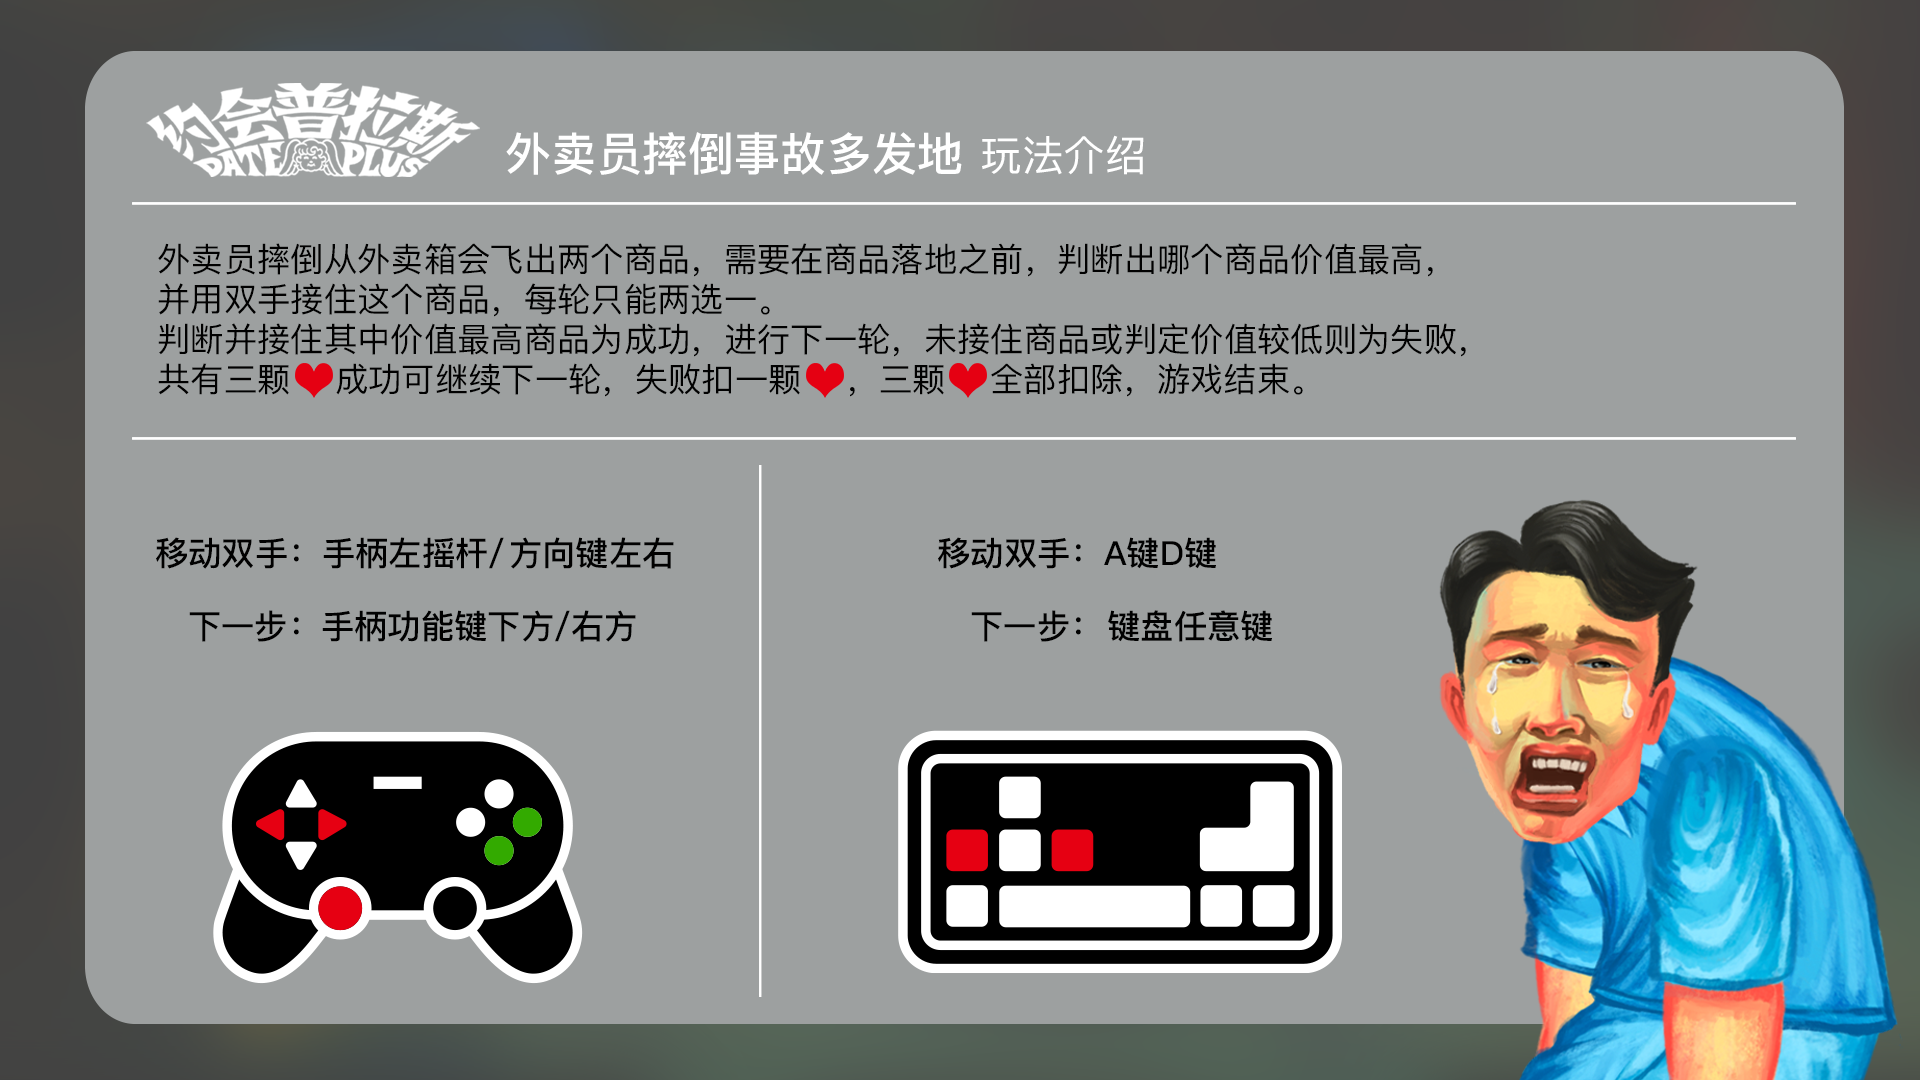 约会普拉斯
DATE PLUS
外卖员摔倒事故多发地 玩法介绍
外卖员摔倒从外卖箱会飞出两个商品，需要在商品落地之前，判断出哪个商品价值最高，
并用双手接住这个商品，每轮只能两选一。
判断并接住其中价值最高商品为成功，进行下一轮，未接住商品或判定价值较低则为失败，
共有三颗❤成功可继续下一轮，失败扣一颗❤，三颗❤全部扣除，游戏结束。
移动双手：手柄左摇杆/方向键左右
下一步：手柄功能键下方/右方
移动双手：A键D键
下一步：键盘任意键